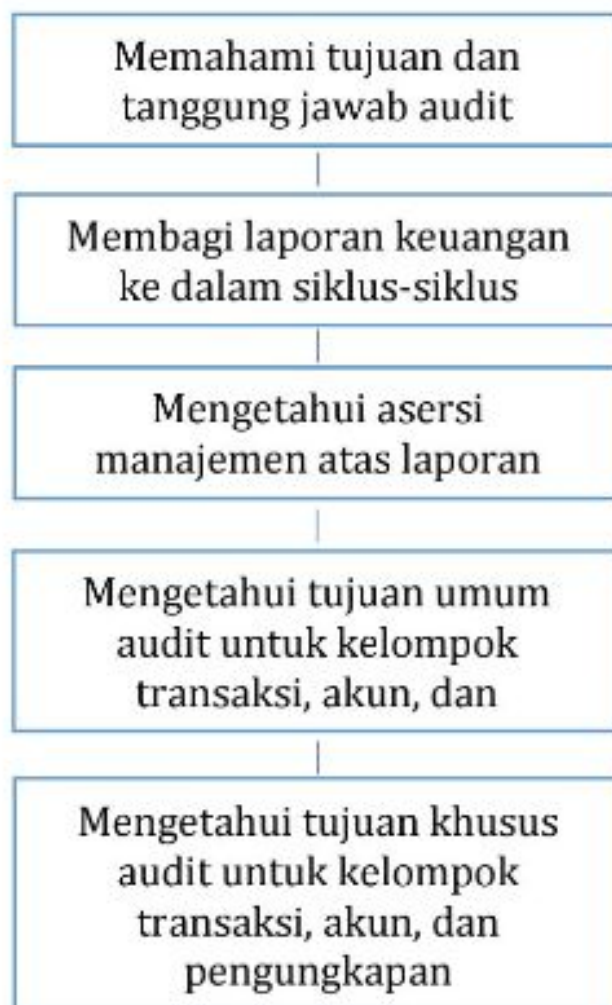 Memahami tujuan dan
tanggung jawab audit
Membagi laporan keuangan
ke dalam siklus-siklus
Mengetahui asersi
manajemen atas laporan
Mengetahui tujuan umum
audit untuk kelompok
transaksi, akun, dan
Mengetahui tujuan khusus
audit untuk kelompok
transaksi, akun, dan
pengungkapan